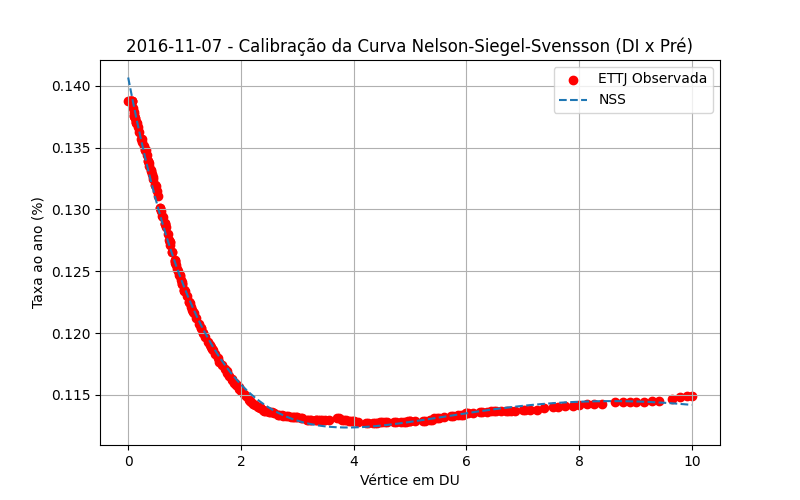 2016-11-07 - Calibração da Curva Nelson-Siegel-Svensson (DI x Pré)
ETTJ Observada
NSS
0.140
0.135
0.130
0.125
0.120
0.115
Taxa ao ano (%)
0
2
4
6
8
10
Vértice em DU